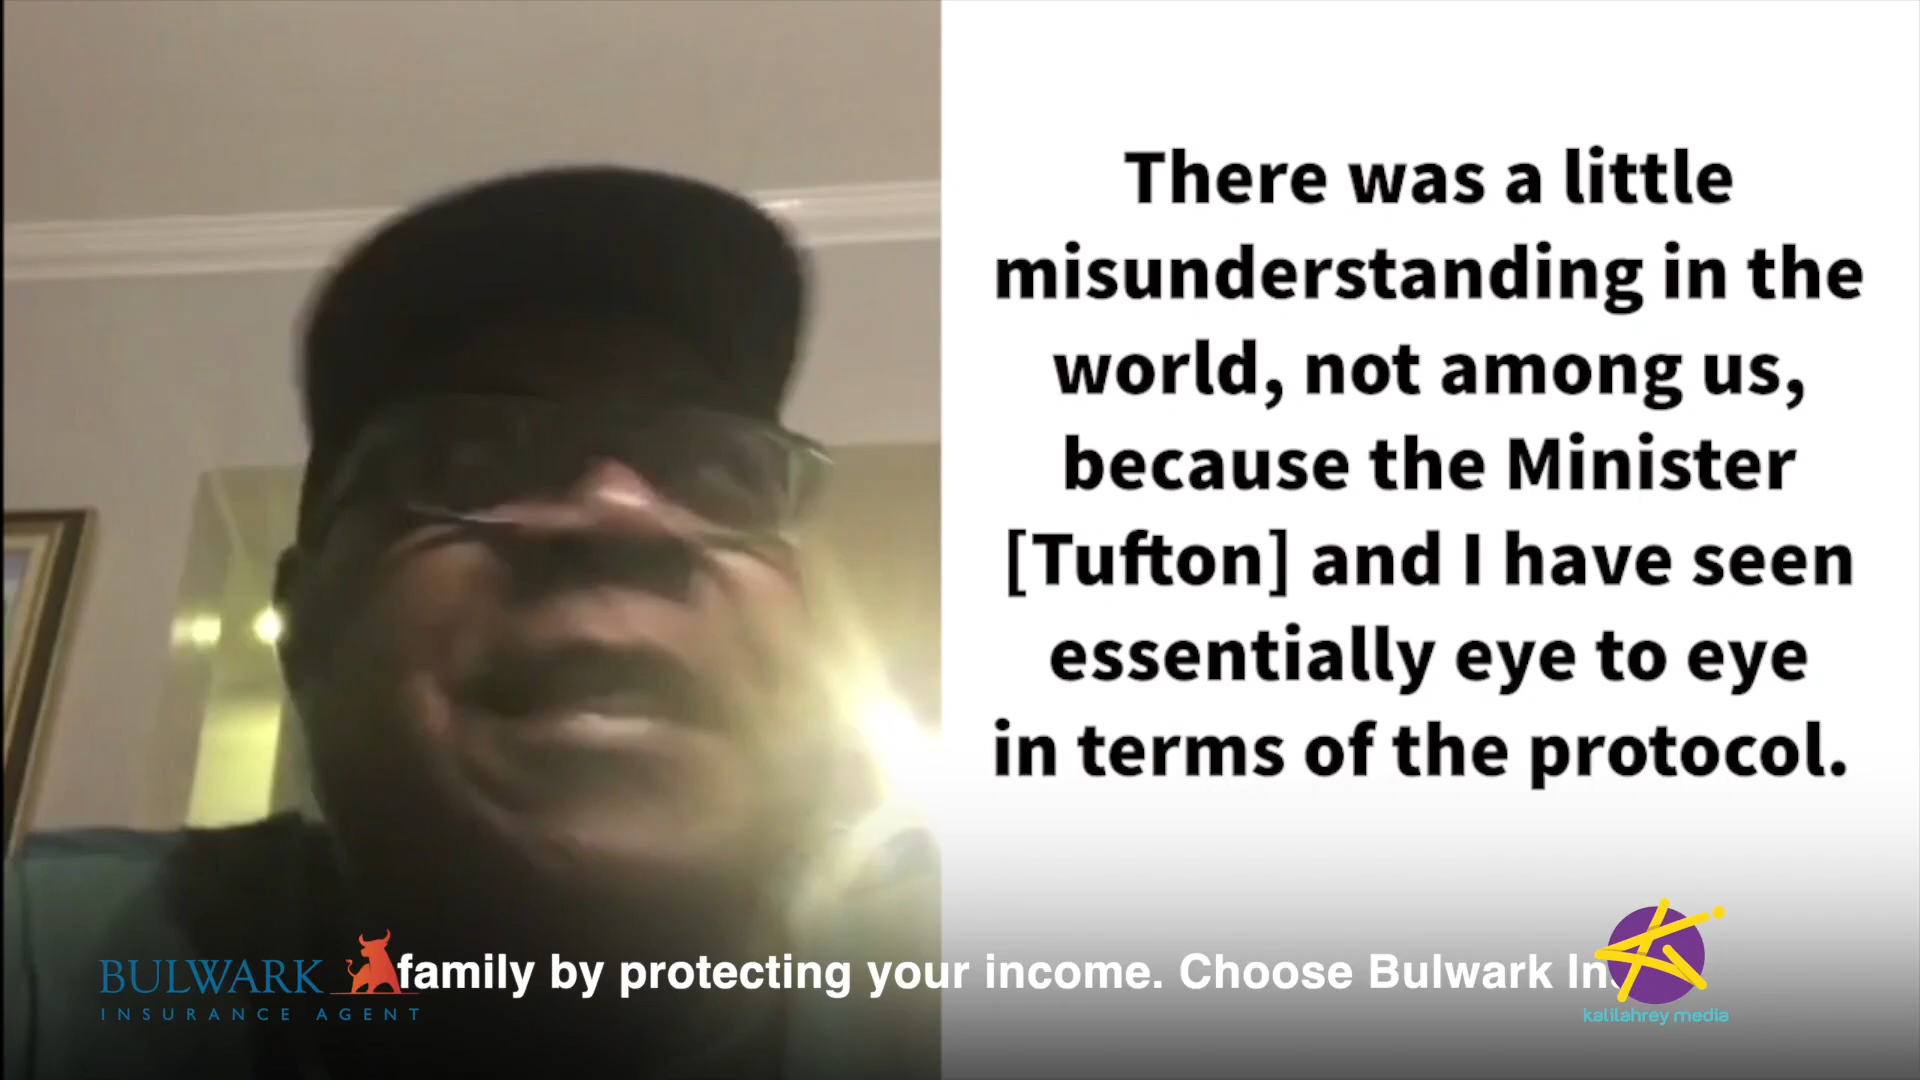 There was a little
misunderstanding in the
world, not among us,
because the Minister
[Tufton] and I have seen
essentially eye to eye
in terms of the protocol.
BULWARK
INSURANCE AGENT
family by protecting your income. Choose Bulwark
kalilahrey media